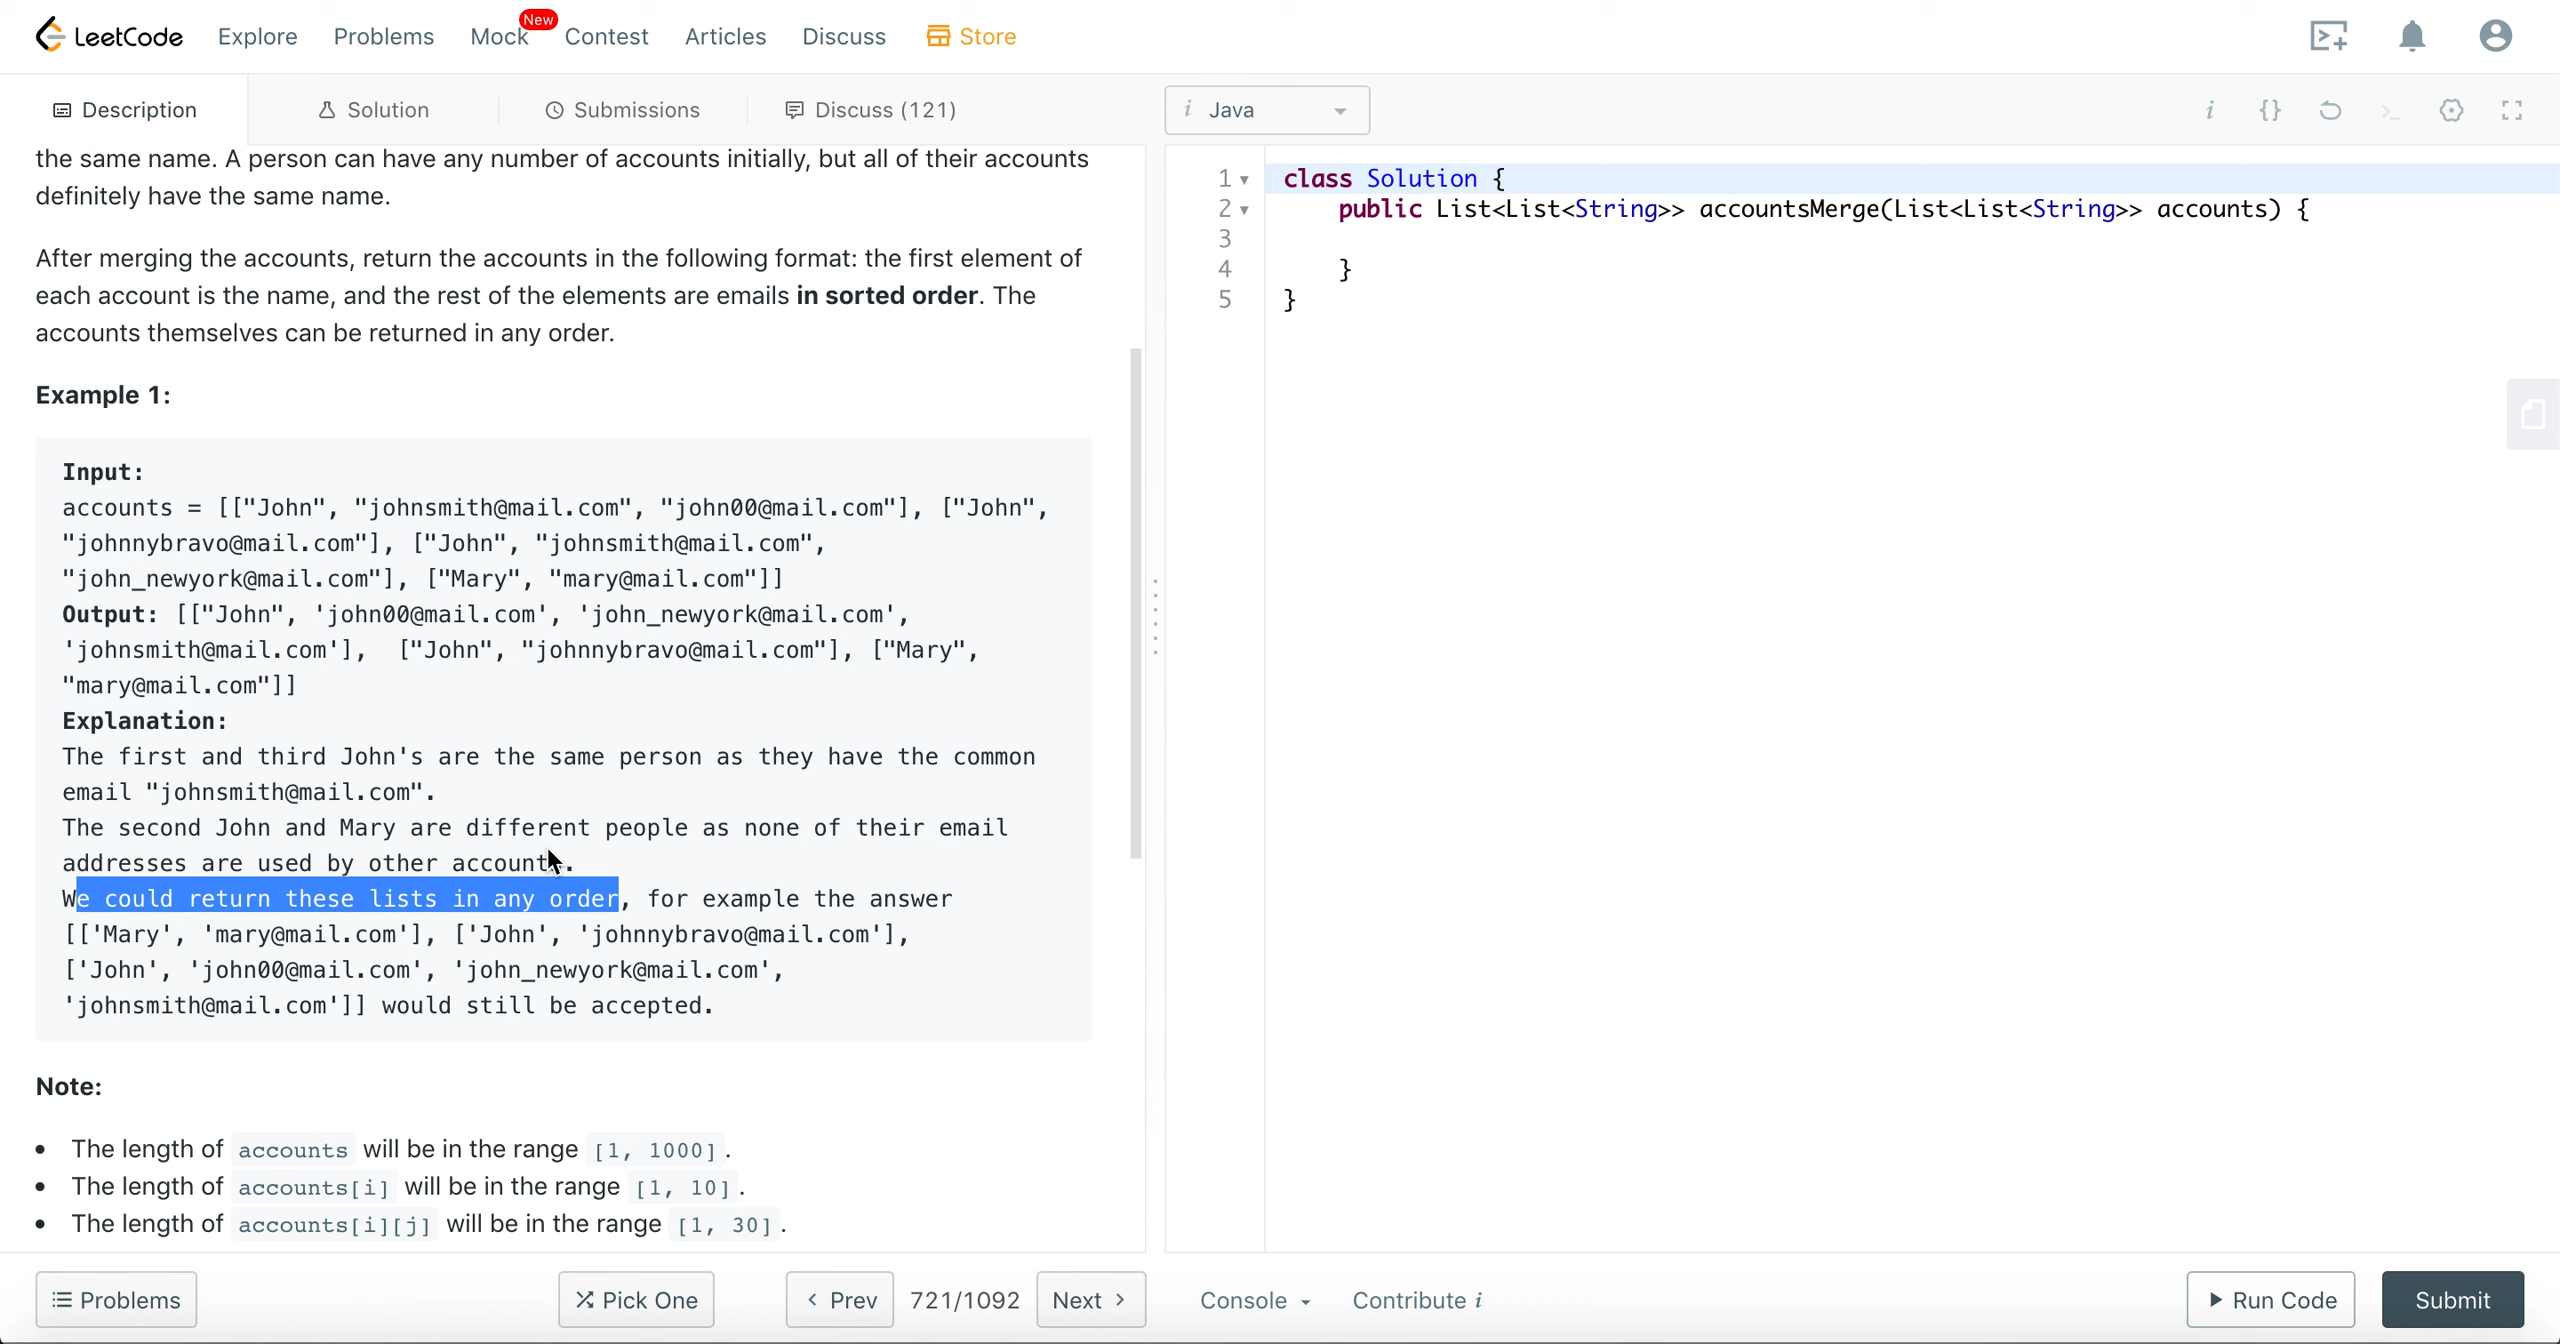 LeetCode Explore Problems Mock New Contest Articles Discuss Store
Description Solution Submissions Discuss (121)
i Java
i {}
the same name. A person can have any number of accounts initially, but all of their accounts
definitely have the same name.
After merging the accounts, return the accounts in the following format: the first element of
each account is the name, and the rest of the elements are emails in sorted order. The
accounts themselves can be returned in any order.
Example 1:
Input:
accounts = [["John", "johnsmith@mail.com", "john00@mail.com"], ["John",
"johnnybravo@mail.com"], ["John", "johnsmith@mail.com",
"john_newyork@mail.com"], ["Mary", "mary@mail.com"]]
Output: [["John", 'john00@mail.com', 'john_newyork@mail.com',
'johnsmith@mail.com'],  ["John", "johnnybravo@mail.com"], ["Mary",
"mary@mail.com"]]
Explanation:
The first and third John's are the same person as they have the common
email "johnsmith@mail.com".
The second John and Mary are different people as none of their email
addresses are used by other accounts.
We could return these lists in any order, for example the answer
[['Mary', 'mary@mail.com'], ['John', 'johnnybravo@mail.com'],
['John', 'john00@mail.com', 'john_newyork@mail.com',
'johnsmith@mail.com']] would still be accepted.
Note:
• The length of accounts will be in the range [1, 1000].
• The length of accounts[i] will be in the range [1, 10].
• The length of accounts[i][j] will be in the range [1, 30].
1 class Solution {
2     public List<List<String>> accountsMerge(List<List<String>> accounts) {
3
4     }
5 }
Problems Pick One < Prev 721/1092 Next > Console Contribute i Run Code Submit